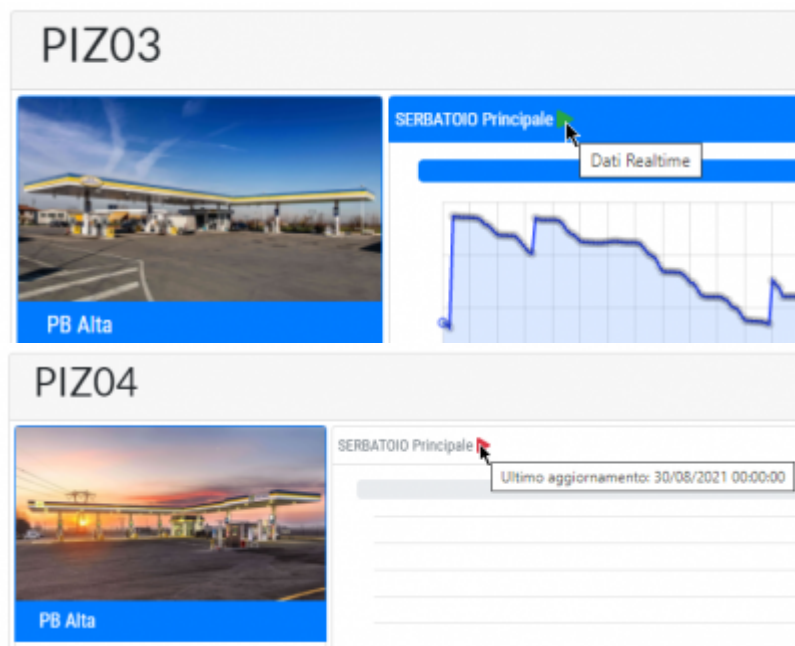 PIZ03
SERBATOIO Principale
Dati Realtime
PB Alta
PIZ04
SERBATOIO Principale
Ultimo aggiornamento: 30/08/2021 00:00:00
PB Alta